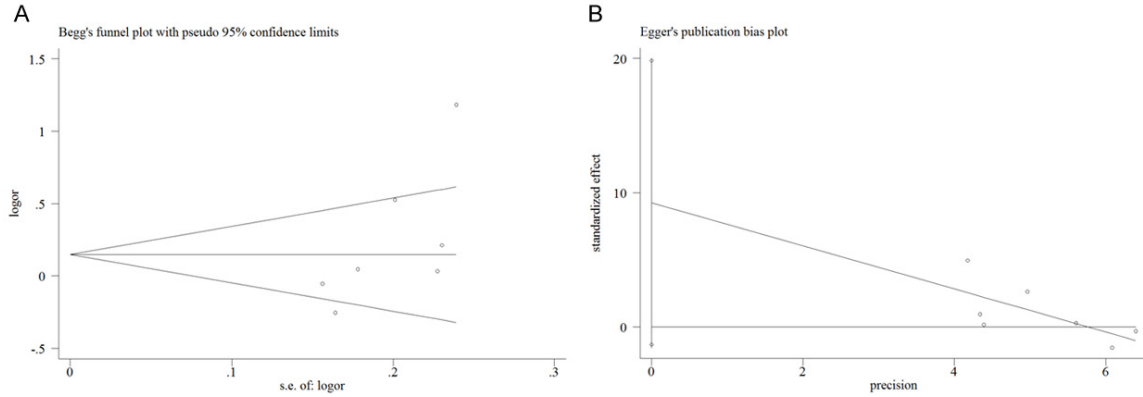 A
Begg's funnel plot with pseudo 95% confidence limits
1.5
1
.5
0
-.5
logor
0
.1
.2
.3
s.e. of: logor
B
Egger's publication bias plot
20
10
0
standardized effect
0
2
4
6
precision